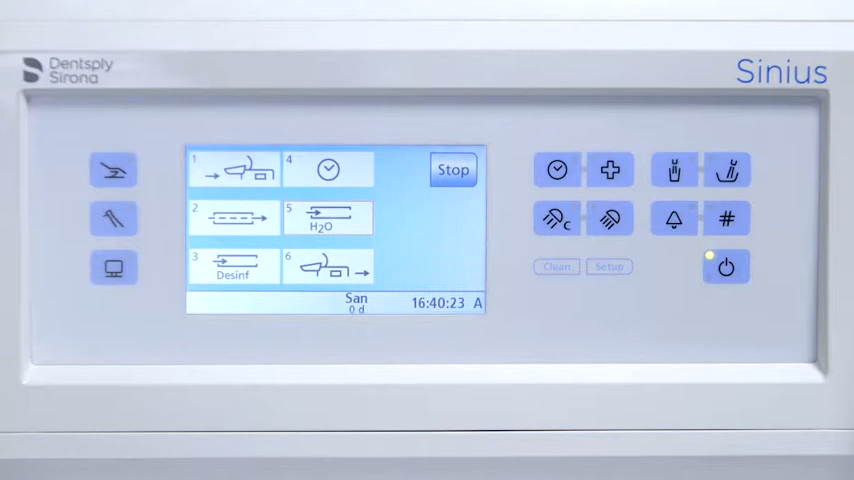 Dentsply
Sirona
Sinius
1
4
Stop
2
5
H2O
3
Desinf
6
San
0 d
16:40:23 A
C
#
Clean
Setup